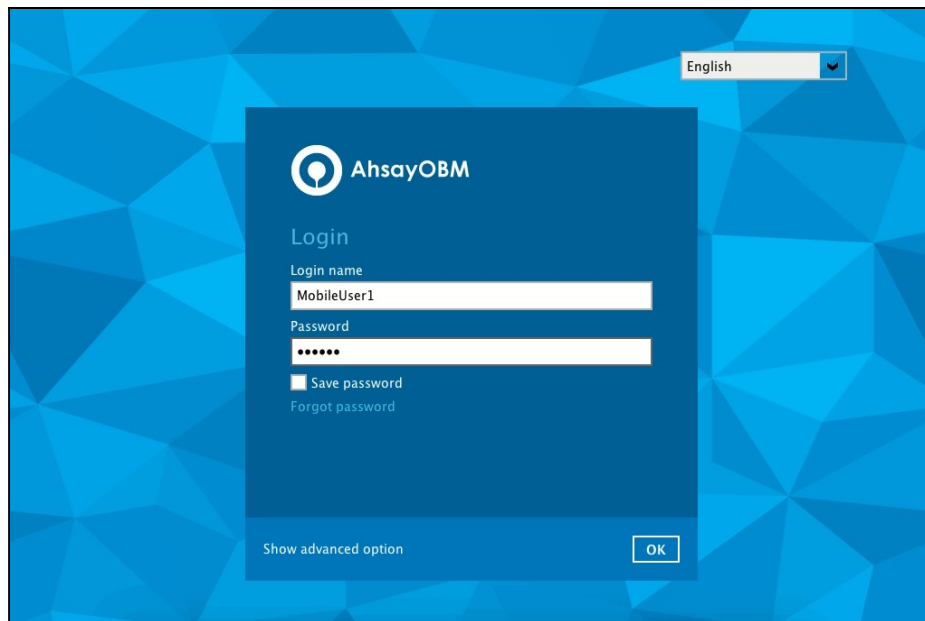 English
AhsayOBM
Login
Login name
MobileUser1
Password
••••••
Save password
Forgot password
Show advanced option
OK